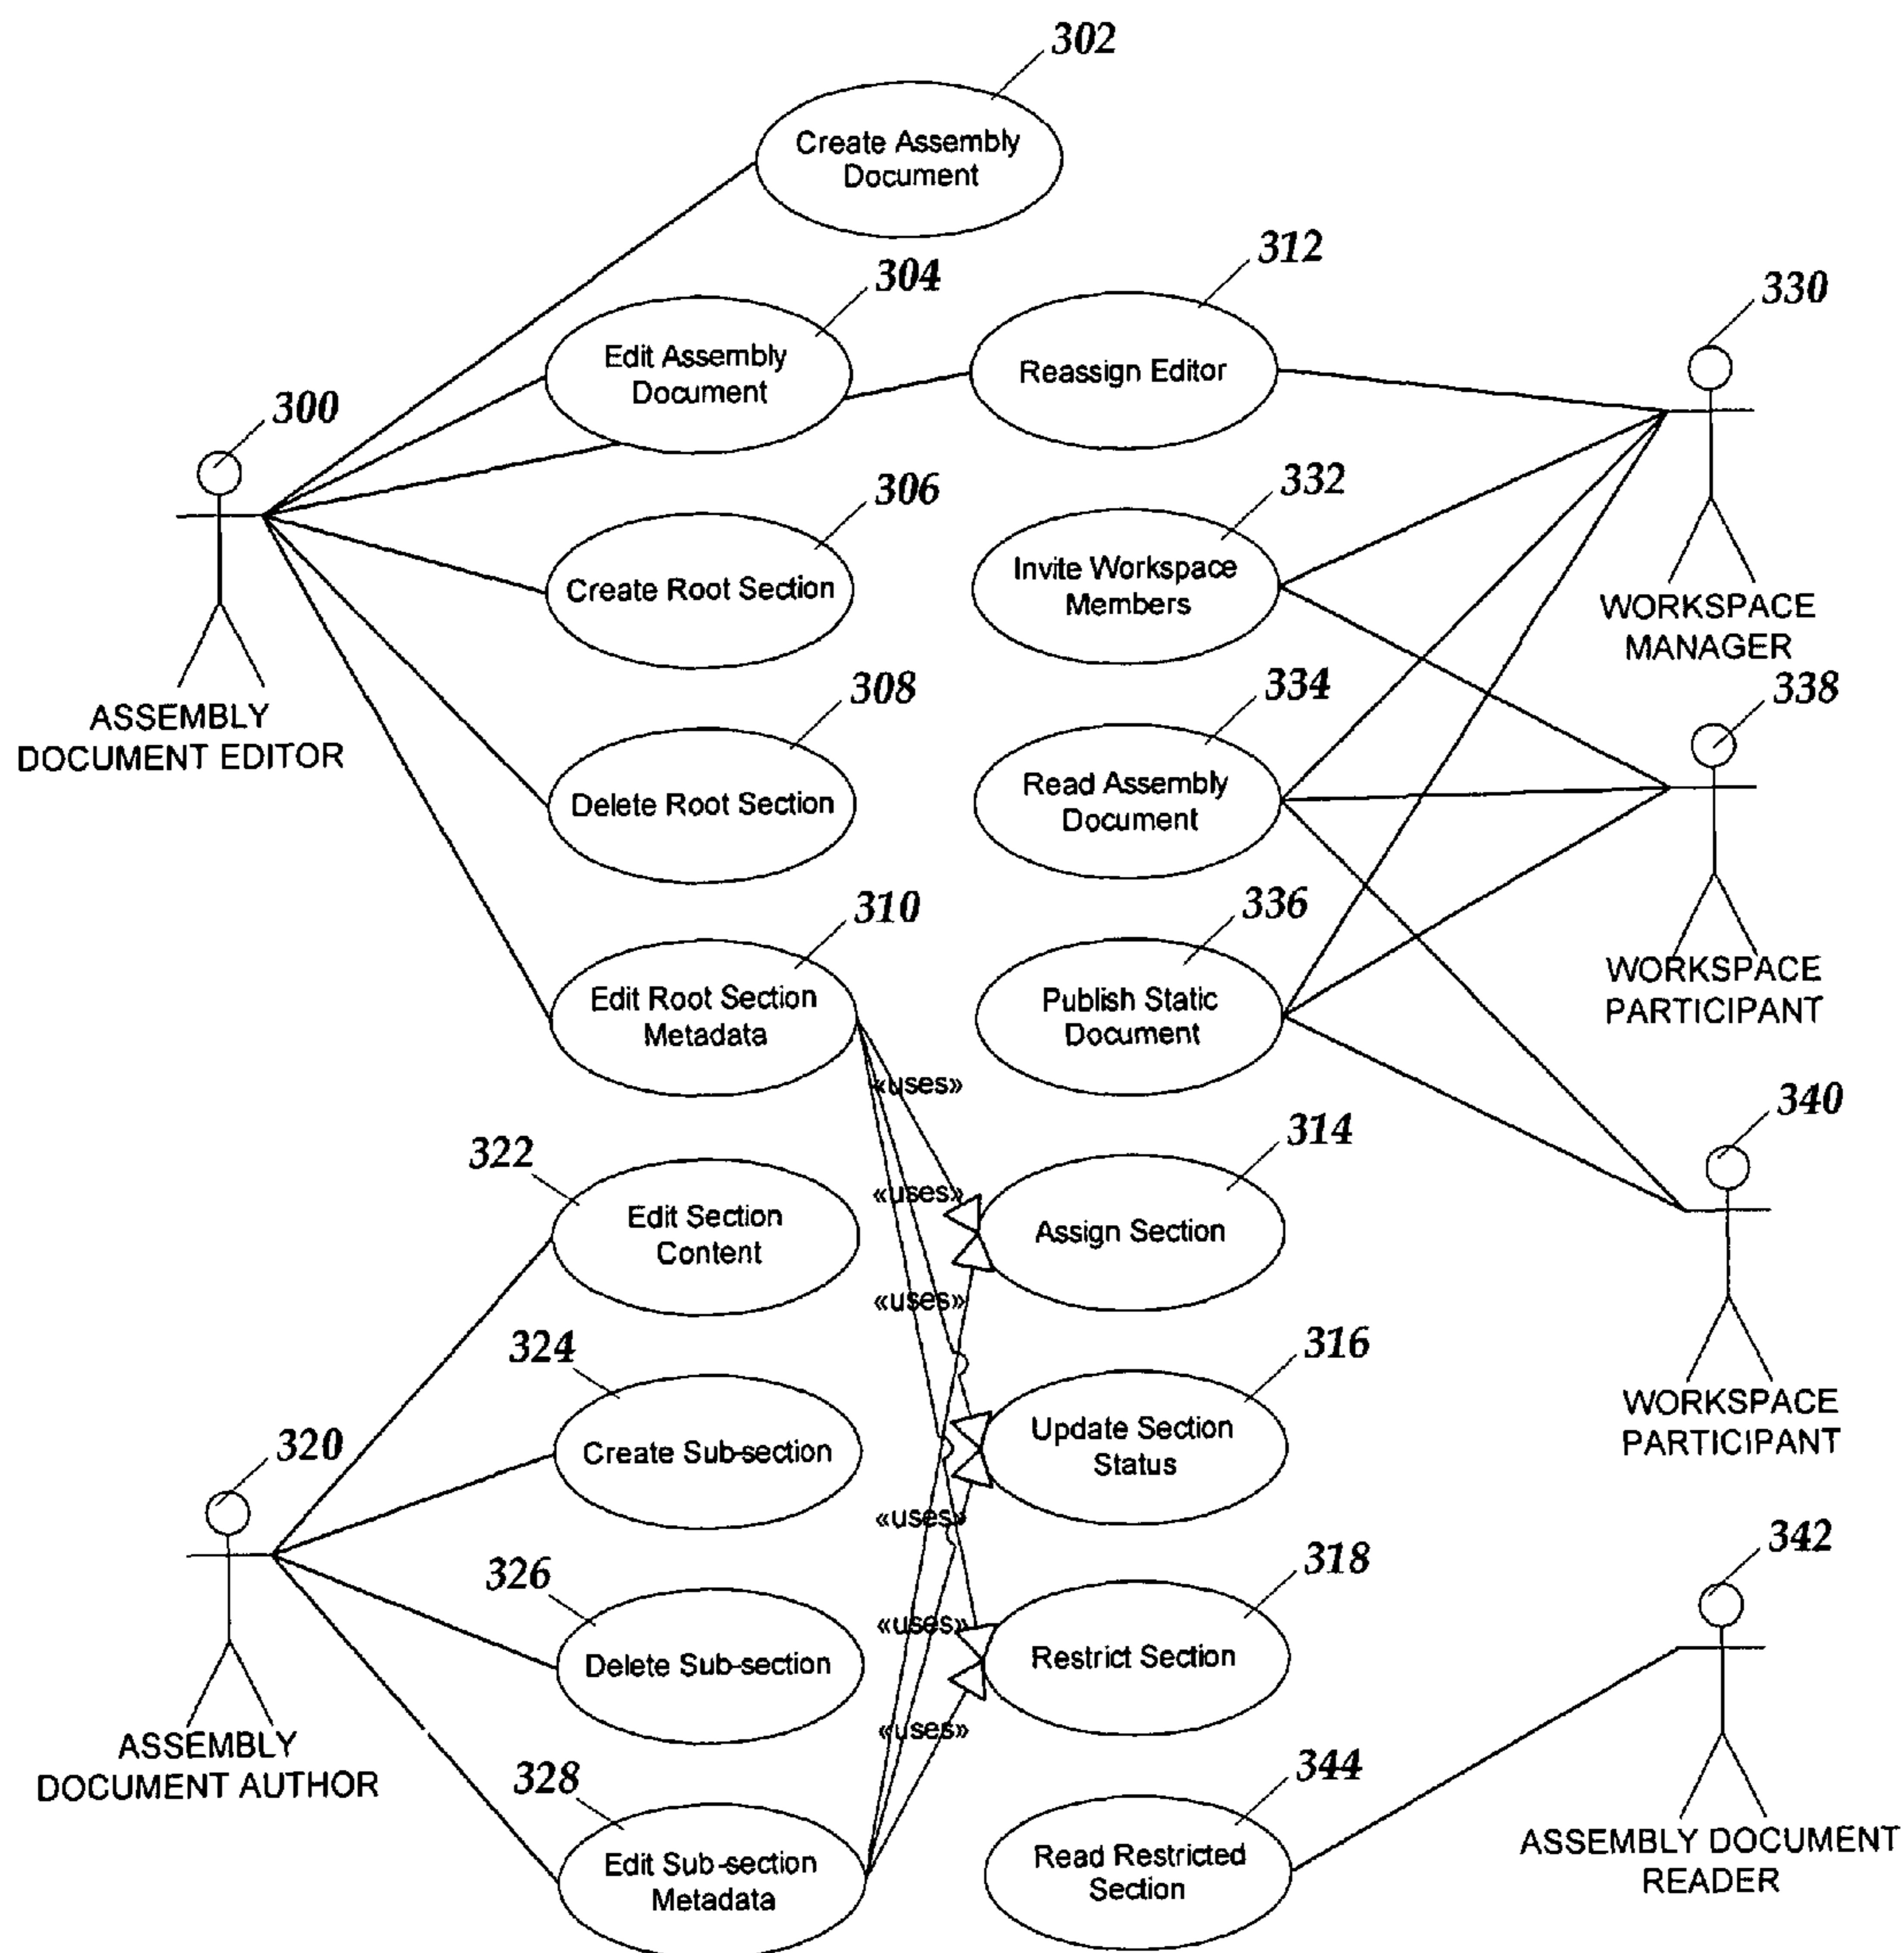 302
Create Assembly
Document
312
304
330
Edit Assembly
Document
Reassign Editor
300
306
332
Create Root Section
Invite Workspace
Members
WORKSPACE
MANAGER
ASSEMBLY
DOCUMENT EDITOR
308
334
338
Delete Root Section
Read Assembly
Document
310
336
WORKSPACE
PARTICIPANT
Edit Root Section
Metadata
Publish Static
Document
«uses»
340
322
314
«uses»
Edit Section
Content
Assign Section
«uses»
324
316
WORKSPACE
PARTICIPANT
320
Create Sub-section
Update Section
Status
«uses»
342
326
318
«uses»
Delete Sub-section
Restrict Section
«uses»
ASSEMBLY
DOCUMENT AUTHOR
328
344
ASSEMBLY DOCUMENT
READER
Edit Sub-section
Metadata
Read Restricted
Section